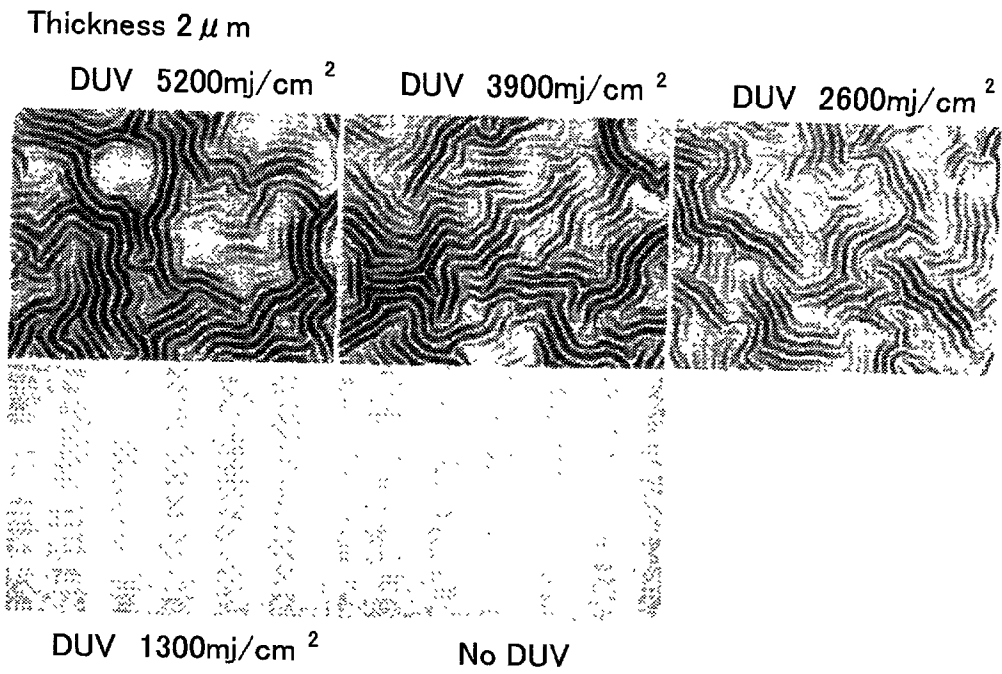 Thickness 2 μ m
DUV 5200mj/cm ²
DUV 3900mj/cm ²
DUV 2600mj/cm ²
DUV 1300mj/cm ²
No DUV